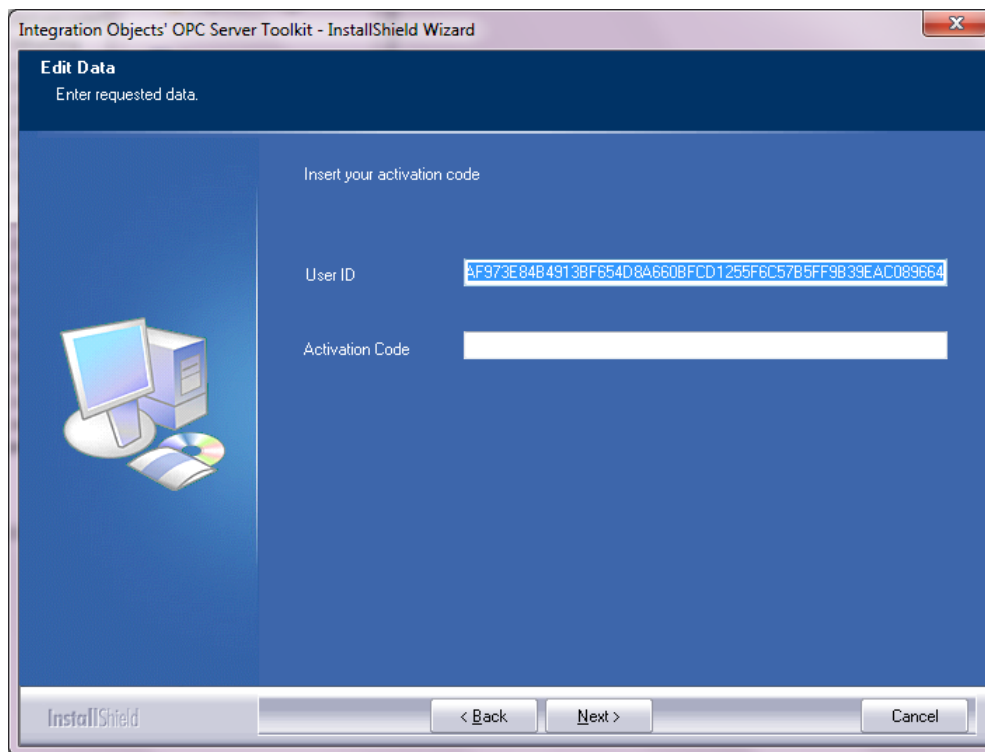 Integration Objects' OPC Server Toolkit - InstallShield Wizard
Edit Data
Enter requested data.
Insert your activation code
User ID
AF973E84B4913BF654D8A660BFCD1255F6C57B5FF9B39EAC089664
Activation Code
InstallShield
< Back
Next >
Cancel